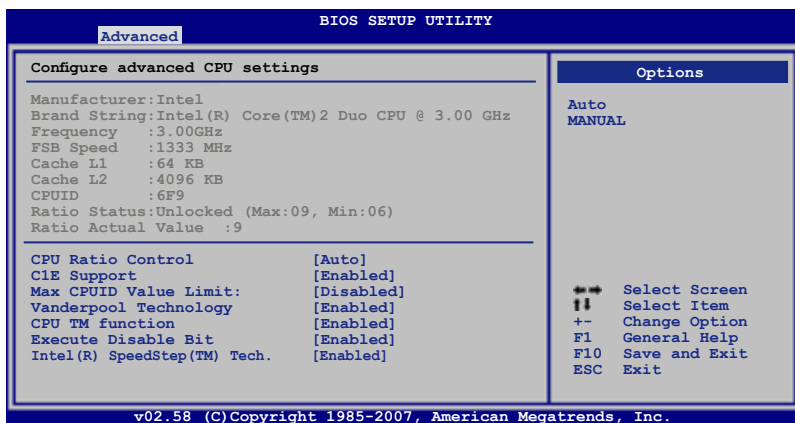 BIOS SETUP UTILITY
Advanced
Configure advanced CPU settings
Manufacturer:Intel
Brand String:Intel(R) Core(TM)2 Duo CPU @ 3.00 GHz
Frequency :3.00GHz
FSB Speed :1333 MHz
Cache L1 :64 KB
Cache L2 :4096 KB
CPUID :6F9
Ratio Status:Unlocked (Max:09, Min:06)
Ratio Actual Value :9
CPU Ratio Control [Auto]
C1E Support [Enabled]
Max CPUID Value Limit: [Disabled]
Vanderpool Technology [Enabled]
CPU TM function [Enabled]
Execute Disable Bit [Enabled]
Intel(R) SpeedStep(TM) Tech. [Enabled]
Options
Auto
MANUAL
←→ Select Screen
↑↓ Select Item
+- Change Option
F1 General Help
F10 Save and Exit
ESC Exit
v02.58 (C)Copyright 1985-2007, American Megatrends, Inc.